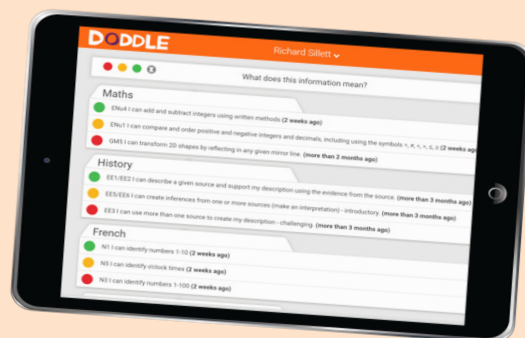 DODDLE
Richard Sillett
What does this information mean?
Maths
ENu4 I can add and subtract integers using written methods (2 weeks ago)
ENu1 I can compare and order positive and negative integers and decimals, including using the symbols =, ≠, <, >, ≤, ≥ (2 weeks ago)
GM5 I can transform 2D shapes by reflecting in any given mirror line. (more than 2 months ago)
History
EE1/EE2 I can describe a given source and support my description using the evidence from the source. (more than 3 months ago)
EE5/EE6 I can create inferences from one or more sources (make an interpretation) - introductory. (more than 3 months ago)
EE3 I can use more than one source to create my description - challenging. (more than 3 months ago)
French
N1 I can identify numbers 1-10 (2 weeks ago)
N5 I can identify o'clock times (2 weeks ago)
N3 I can identify numbers 1-100 (2 weeks ago)